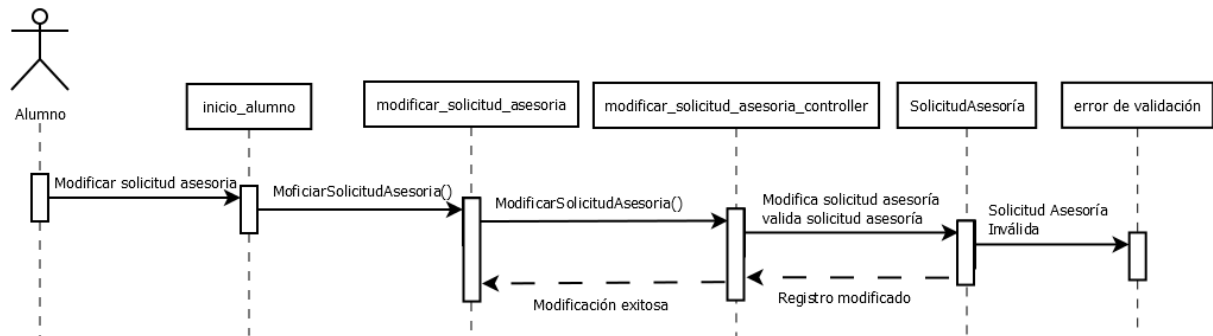 Alumno
inicio_alumno
modificar_solicitud_asesoria
modificar_solicitud_asesoria_controller
SolicitudAsesoría
error de validación
Modificar solicitud asesoria
MoficiarSolicitudAsesoria()
ModificarSolicitudAsesoria()
Modifica solicitud asesoría
valida solicitud asesoría
Solicitud Asesoría
Inválida
Modificación exitosa
Registro modificado